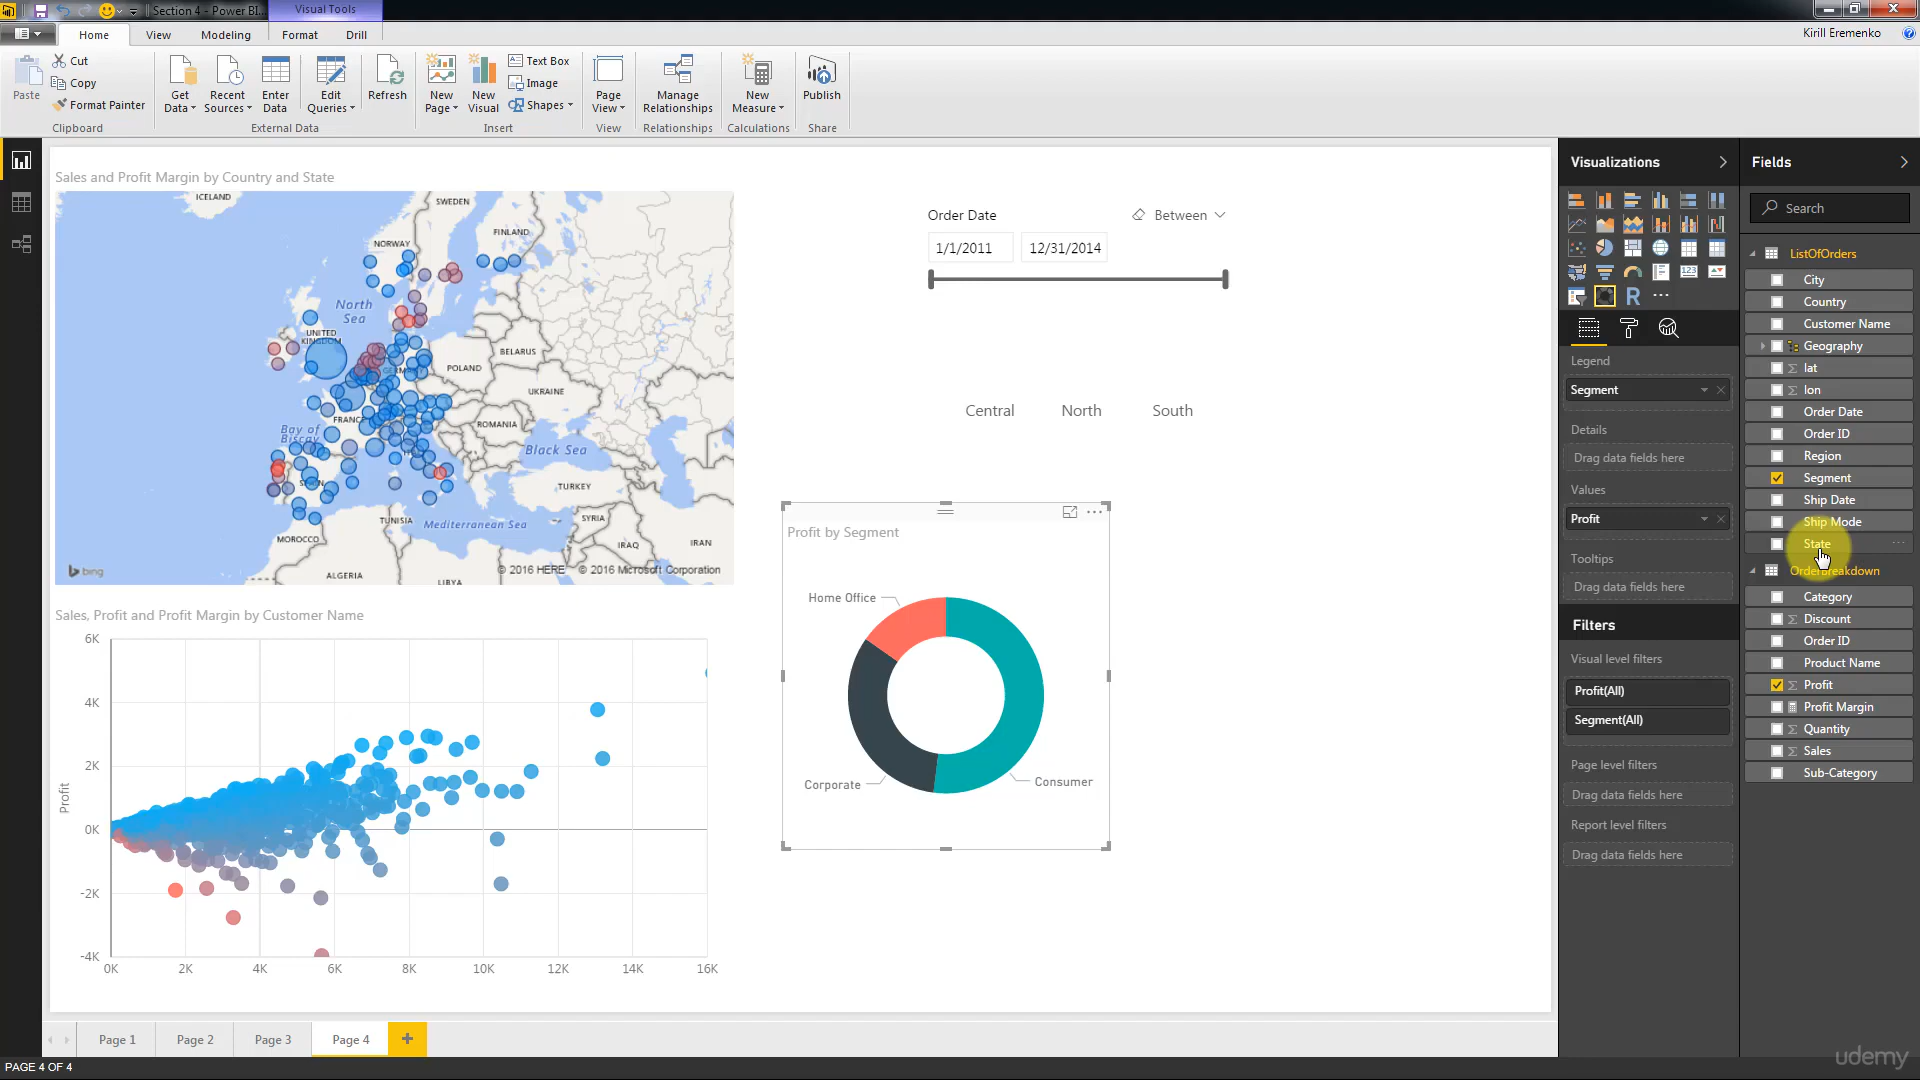 Section 4 - Power BI...
Visual Tools
Home
View
Modeling
Format
Drill
Kirill Eremenko
Paste
Cut
Copy
Format Painter
Clipboard
Get Data
Recent Sources
Enter Data
Edit Queries
External Data
Refresh
New Page
New Visual
Text Box
Image
Shapes
Insert
Page View
View
Manage Relationships
Relationships
New Measure
Calculations
Publish
Share
Sales and Profit Margin by Country and State
ICELAND
SWEDEN
FINLAND
NORWAY
North Sea
UNITED KINGDOM
BELARUS
POLAND
GERMANY
UKRAINE
FRANCE
Bay of Biscay
ROMANIA
Black Sea
SPAIN
TURKEY
TUNISIA
Mediterranean Sea
SYRIA
MOROCCO
IRAQ
IRAN
ALGERIA
LIBYA
bing
© 2016 HERE © 2016 Microsoft Corporation
Order Date
Between
1/1/2011
12/31/2014
Central
North
South
Sales, Profit and Profit Margin by Customer Name
Profit
6K
4K
2K
0K
-2K
-4K
0K
2K
4K
6K
8K
10K
12K
14K
16K
Profit by Segment
Home Office
Corporate
Consumer
Visualizations
Legend
Segment
Details
Drag data fields here
Values
Profit
Tooltips
Drag data fields here
Filters
Visual level filters
Profit(All)
Segment(All)
Page level filters
Drag data fields here
Report level filters
Drag data fields here
Fields
Search
ListOfOrders
City
Country
Customer Name
Geography
lat
lon
Order Date
Order ID
Region
Segment
Ship Date
Ship Mode
State
OrderBreakdown
Category
Discount
Order ID
Product Name
Profit
Profit Margin
Quantity
Sales
Sub-Category
Page 1
Page 2
Page 3
Page 4
PAGE 4 OF 4
udemy